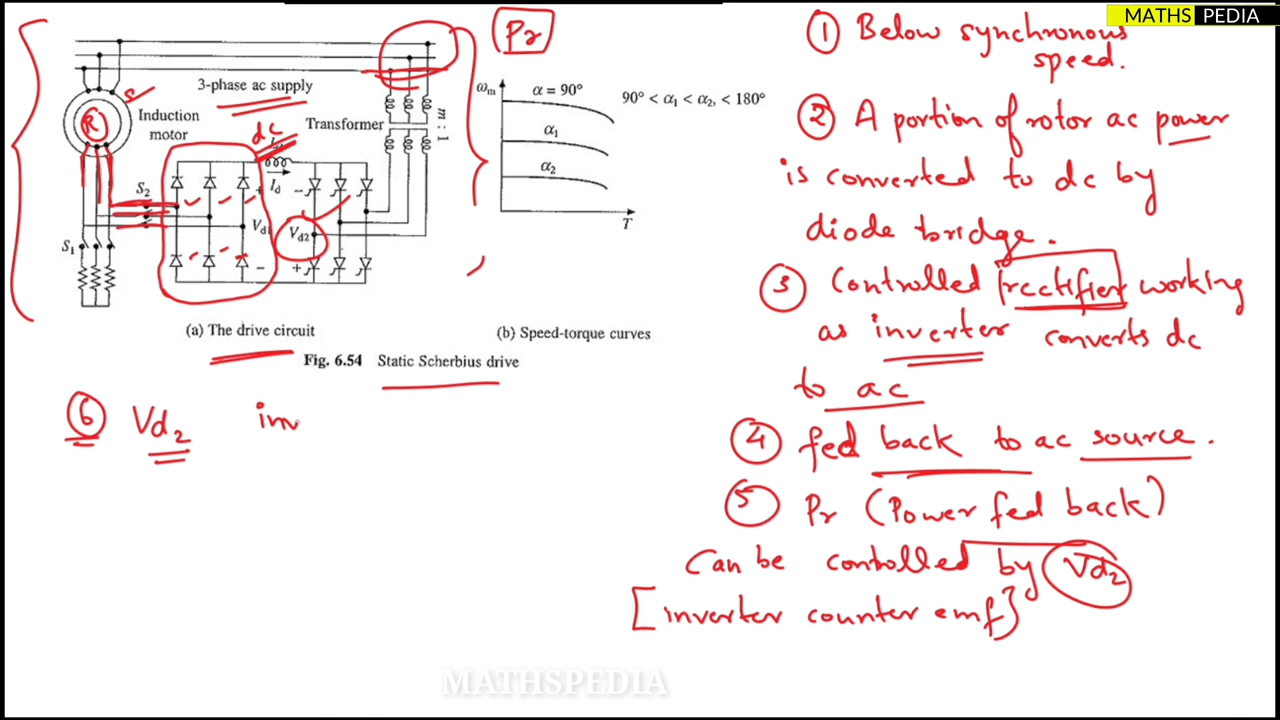 MATHS PEDIA
Pr
3-phase ac supply
S
R
Induction
motor
dc
Transformer
m : 1
S₂
+
I_d
−
V_d1
V_d2
S₁
−
+
ωₘ
α = 90°
90° < α₁ < α₂, < 180°
α₁
α₂
T
(a) The drive circuit
(b) Speed-torque curves
Fig. 6.54 Static Scherbius drive
⑥ Vd₂ inv
① Below synchronous
speed.
② A portion of rotor ac power
is converted to dc by
diode bridge.
③ Controlled rectifier working
as inverter converts dc
to ac
④ fed back to ac source.
⑤ Pr (Power fed back)
Can be controlled by Vd₂
[inverter counter emf]
MATHSPEDIA